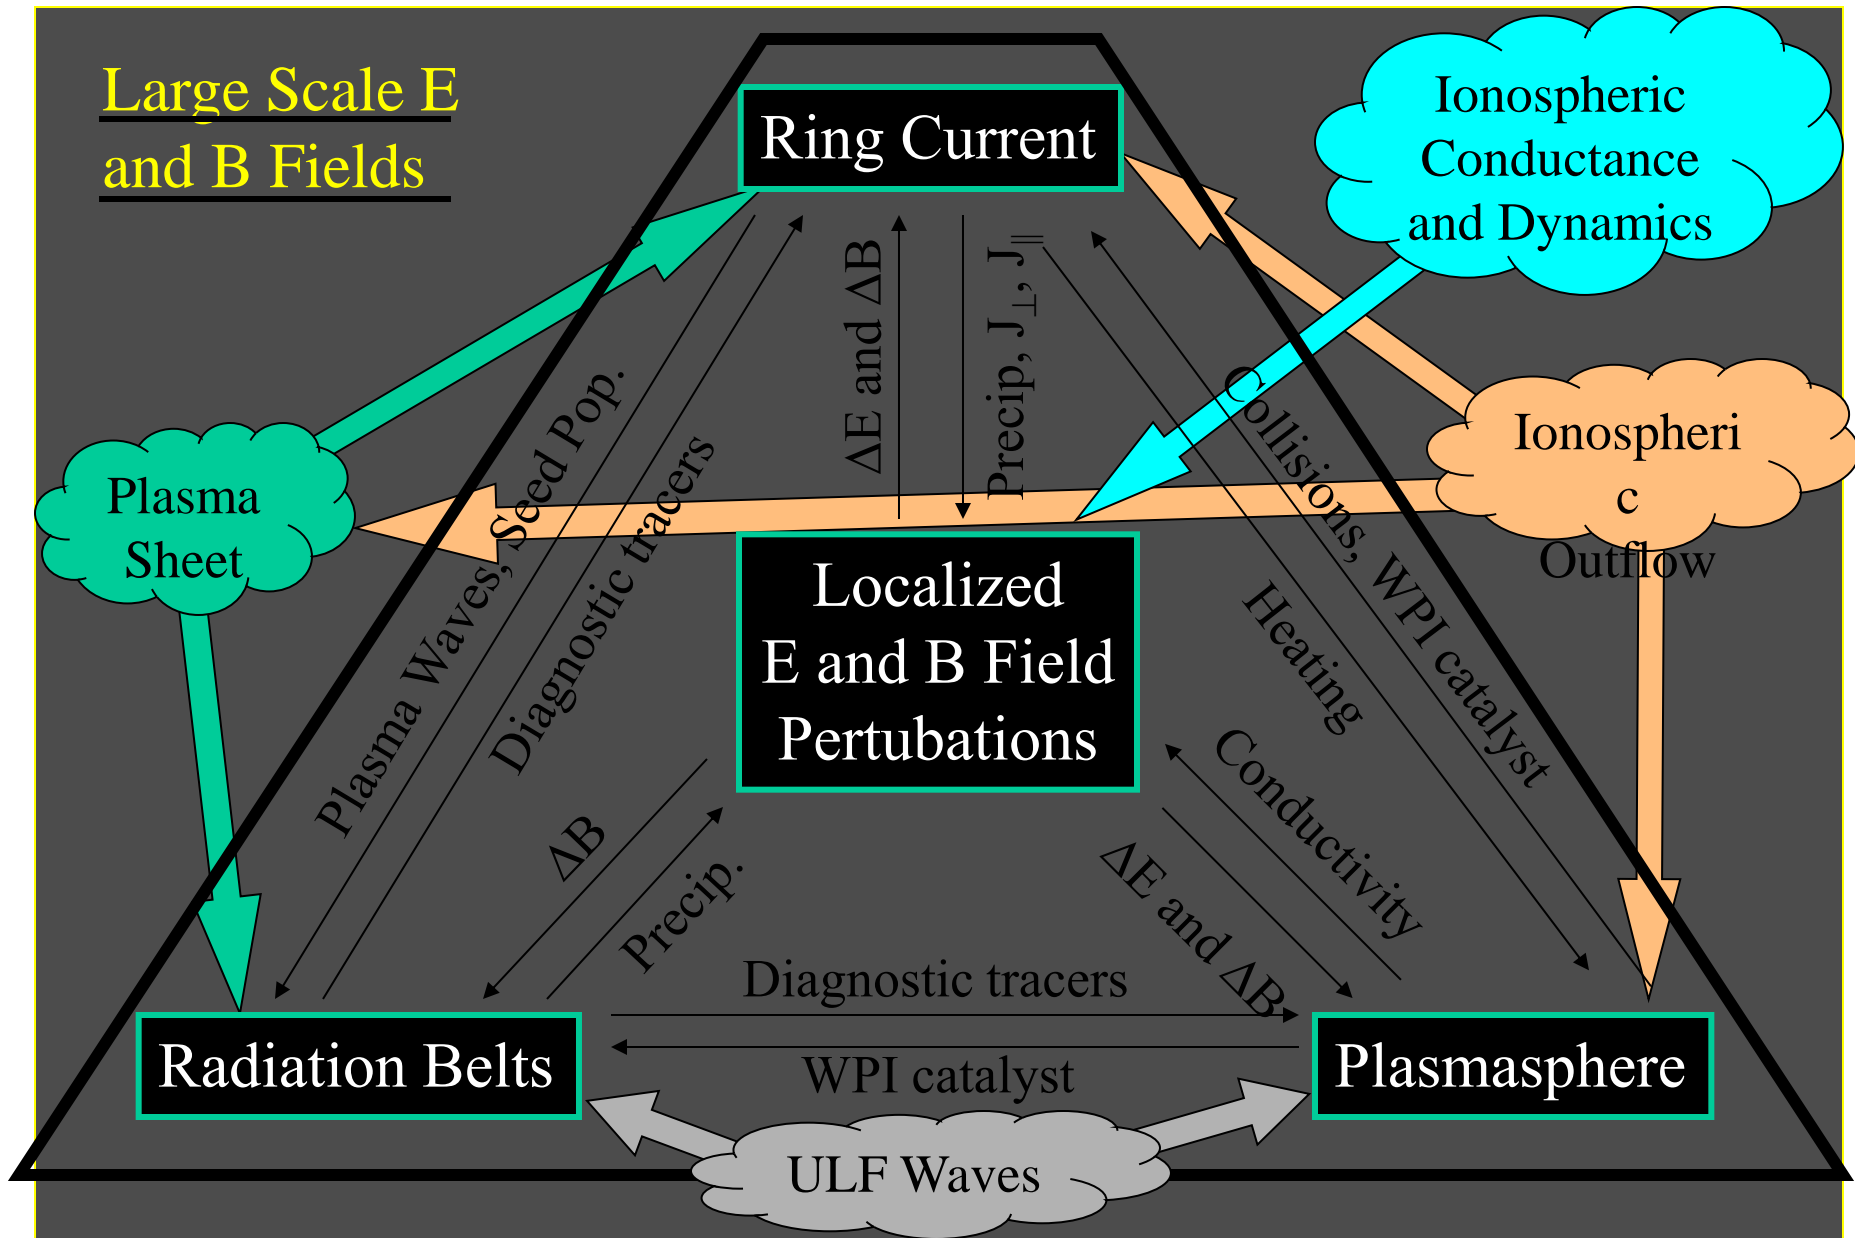 Large Scale E
and B Fields
Ring Current
Ionospheric
Conductance
and Dynamics
ΔE and ΔB
Precip, J⊥, J||
Plasma
Sheet
Plasma Waves, Seed Pop.
Diagnostic tracers
Collisions, WPI catalyst
Heating
Ionospheri
c
Outflow
Localized
E and B Field
Pertubations
ΔB
Precip.
Conductivity
ΔE and ΔB
Diagnostic tracers
WPI catalyst
Radiation Belts
Plasmasphere
ULF Waves